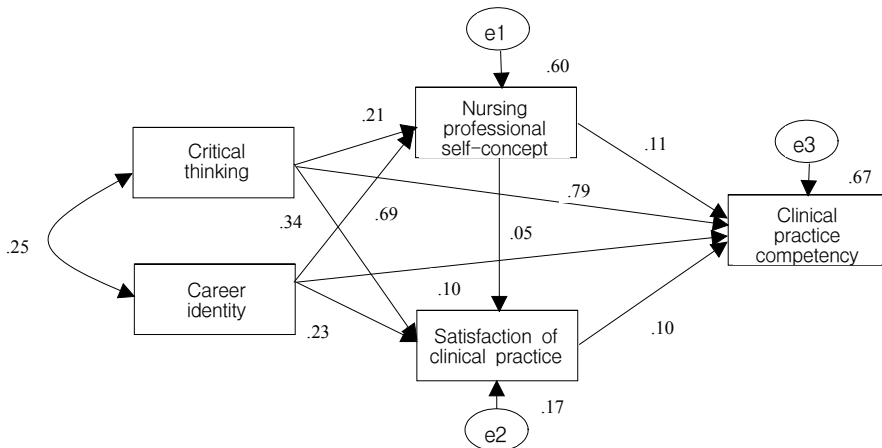 e1
.60
Nursing
professional
self-concept
.21
Critical
thinking
.11
e3
.79
.67
.34
.69
Clinical
practice
competency
.25
.05
Career
identity
.10
.23
Satisfaction of
clinical practice
.10
.17
e2